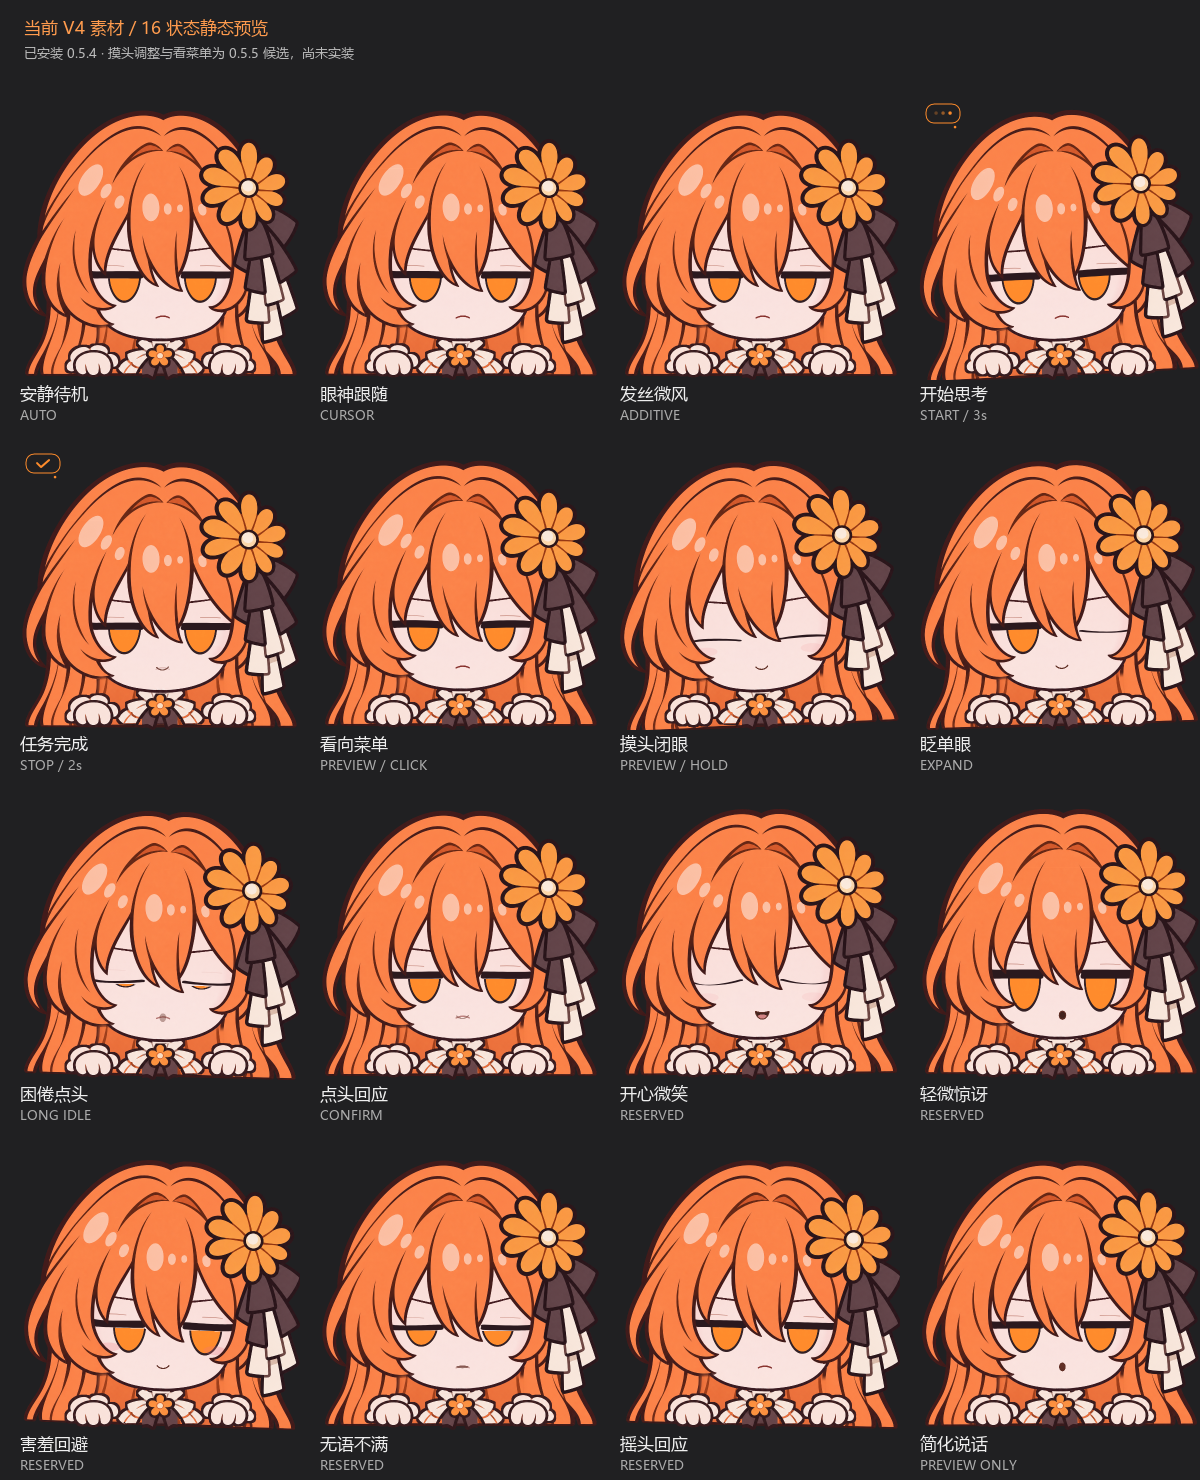 当前 V4 素材 / 16 状态静态预览
已安装 0.5.4 · 摸头调整与看菜单为 0.5.5 候选，尚未实装
安静待机
AUTO
眼神跟随
CURSOR
发丝微风
ADDITIVE
开始思考
START / 3s
任务完成
STOP / 2s
看向菜单
PREVIEW / CLICK
摸头闭眼
PREVIEW / HOLD
眨单眼
EXPAND
困倦点头
LONG IDLE
点头回应
CONFIRM
开心微笑
RESERVED
轻微惊讶
RESERVED
害羞回避
RESERVED
无语不满
RESERVED
摇头回应
RESERVED
简化说话
PREVIEW ONLY